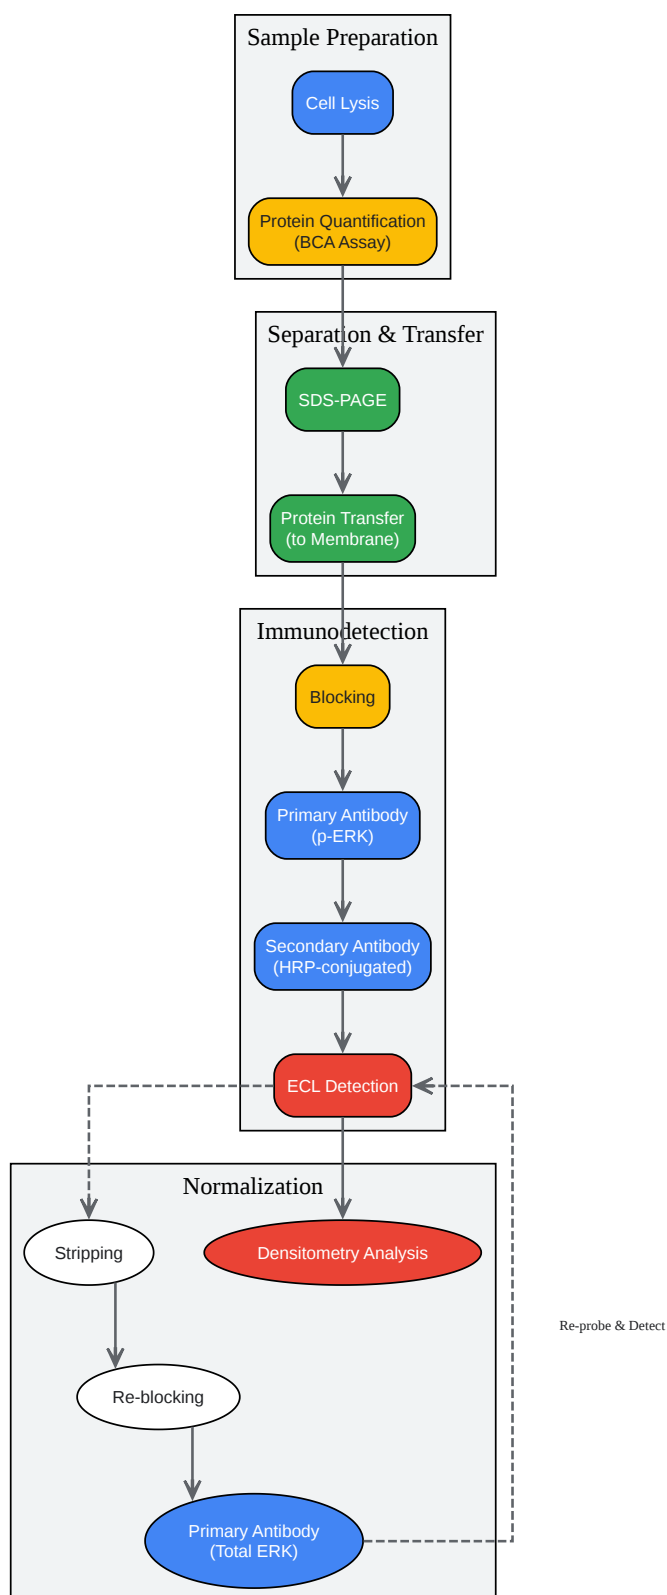 Sample Preparation
Cell Lysis
Protein Quantification
(BCA Assay)
Separation & Transfer
SDS-PAGE
Protein Transfer
(to Membrane)
Immunodetection
Blocking
Primary Antibody
(p-ERK)
Secondary Antibody
(HRP-conjugated)
ECL Detection
Normalization
Stripping
Densitometry Analysis
Re-probe & Detect
Re-blocking
Primary Antibody
(Total ERK)